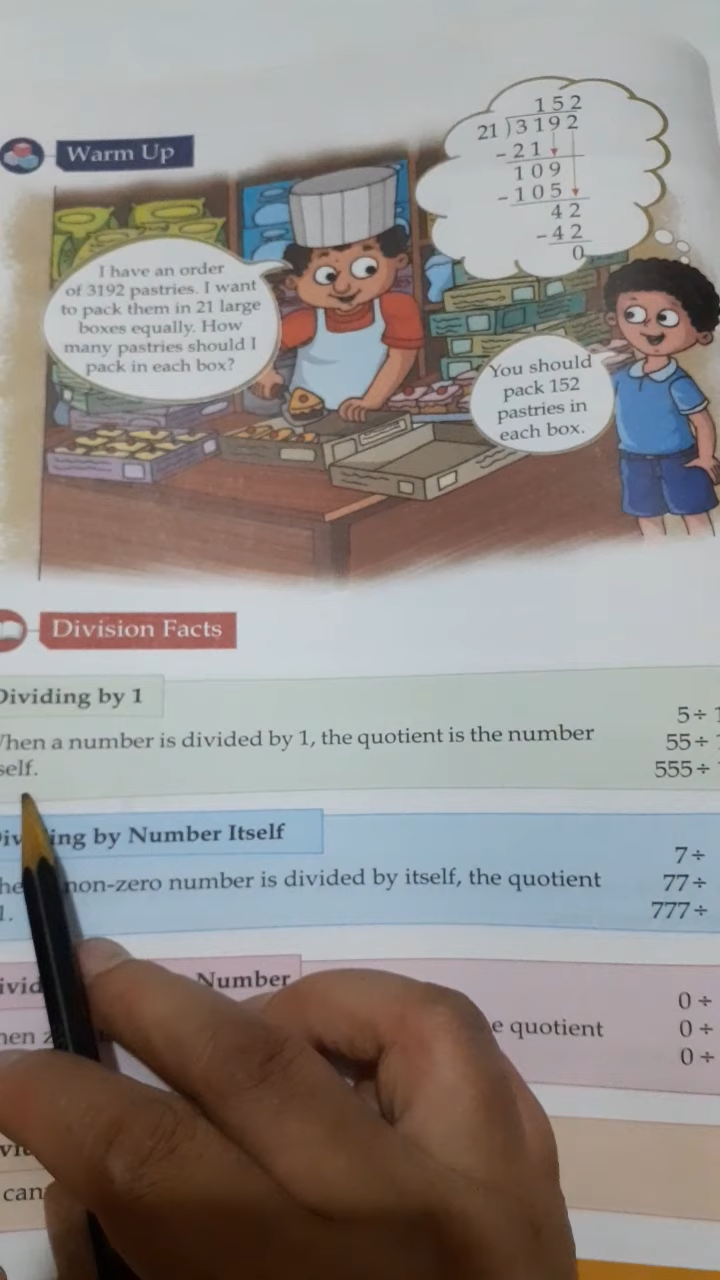 Warm Up
152
21 ) 3192
-21
109
-105
42
-42
0
I have an order
of 3192 pastries. I want
to pack them in 21 large
boxes equally. How
many pastries should I
pack in each box?
You should
pack 152
pastries in
each box.
Division Facts
Dividing by 1
When a number is divided by 1, the quotient is the number
self.
5 ÷ 1
55 ÷
555 ÷
ing by Number Itself
non-zero number is divided by itself, the quotient
1.
7 ÷
77 ÷
777 ÷
Number
e quotient
0 ÷
0 ÷
0 ÷
can